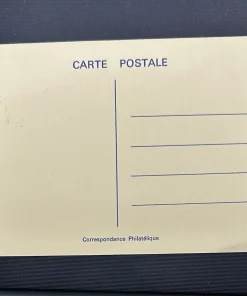 CARTE POSTALE
Correspondance Philatélique